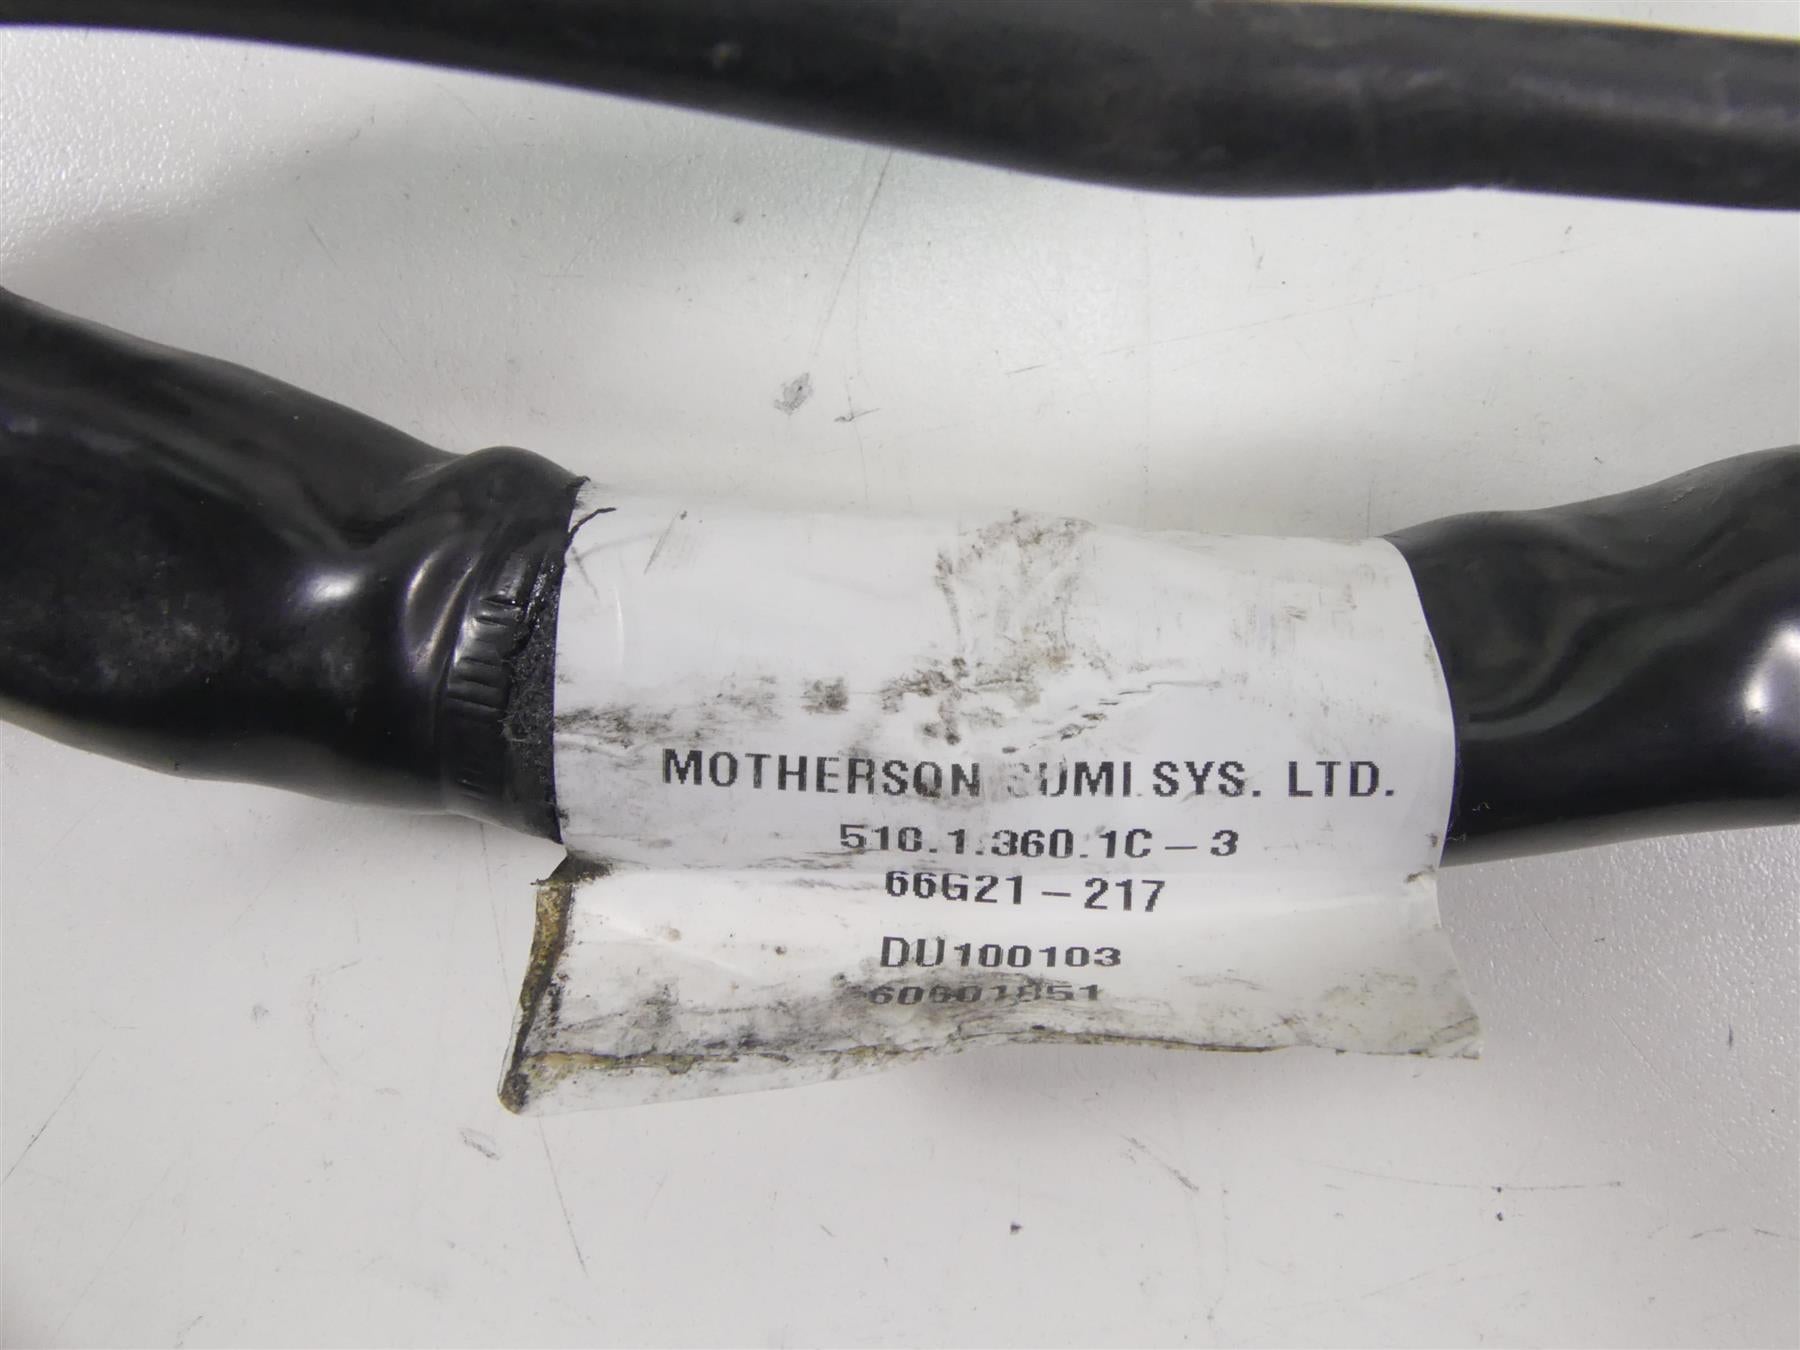 MOTHERSON SUMI SYS. LTD.
510.1.360.1C-3
66G21-217
DU100103